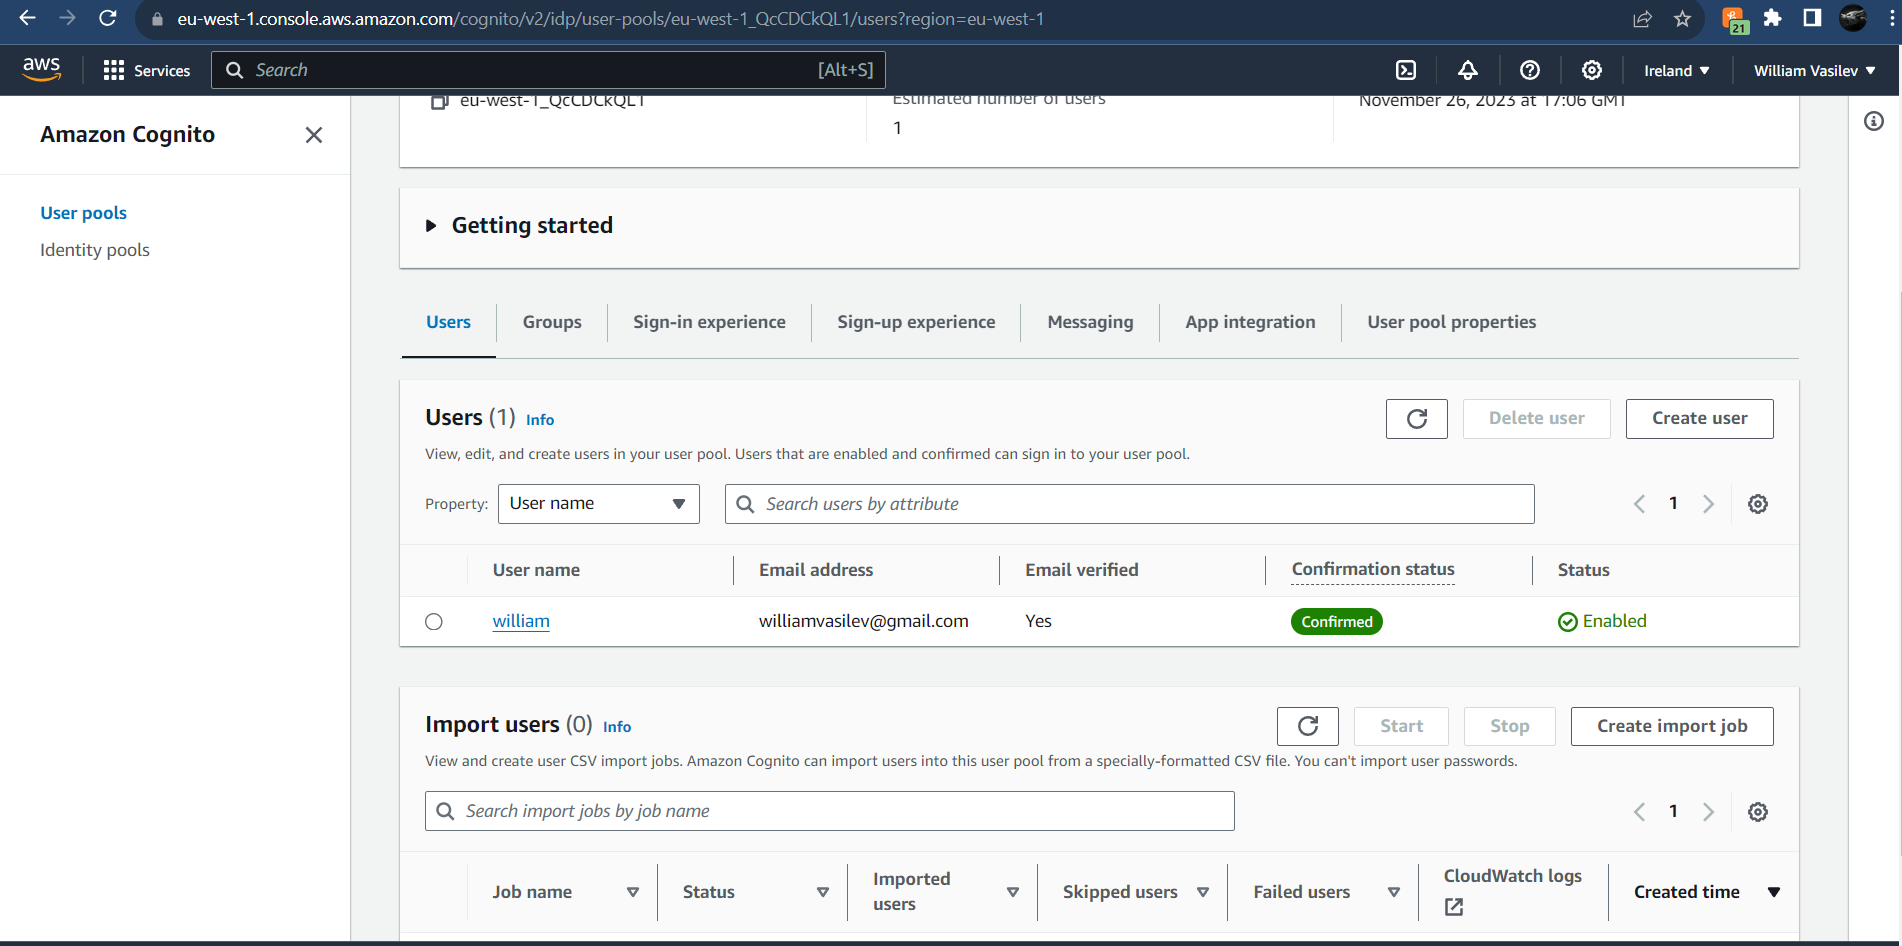 eu-west-1.console.aws.amazon.com/cognito/v2/idp/user-pools/eu-west-1_QcCDCkQL1/users?region=eu-west-1
21
aws Services Search [Alt+S] Ireland William Vasilev
Amazon Cognito
User pools
Identity pools
eu-west-1_QcCDCkQL1 Estimated number of users November 26, 2023 at 17:06 GMT
1
Getting started
Users Groups Sign-in experience Sign-up experience Messaging App integration User pool properties
Users (1) Info Delete user Create user
View, edit, and create users in your user pool. Users that are enabled and confirmed can sign in to your user pool.
Property: User name Search users by attribute 1
User name Email address Email verified Confirmation status Status
william williamvasilev@gmail.com Yes Confirmed Enabled
Import users (0) Info Start Stop Create import job
View and create user CSV import jobs. Amazon Cognito can import users into this user pool from a specially-formatted CSV file. You can't import user passwords.
Search import jobs by job name 1
Job name Status Imported users Skipped users Failed users CloudWatch logs Created time